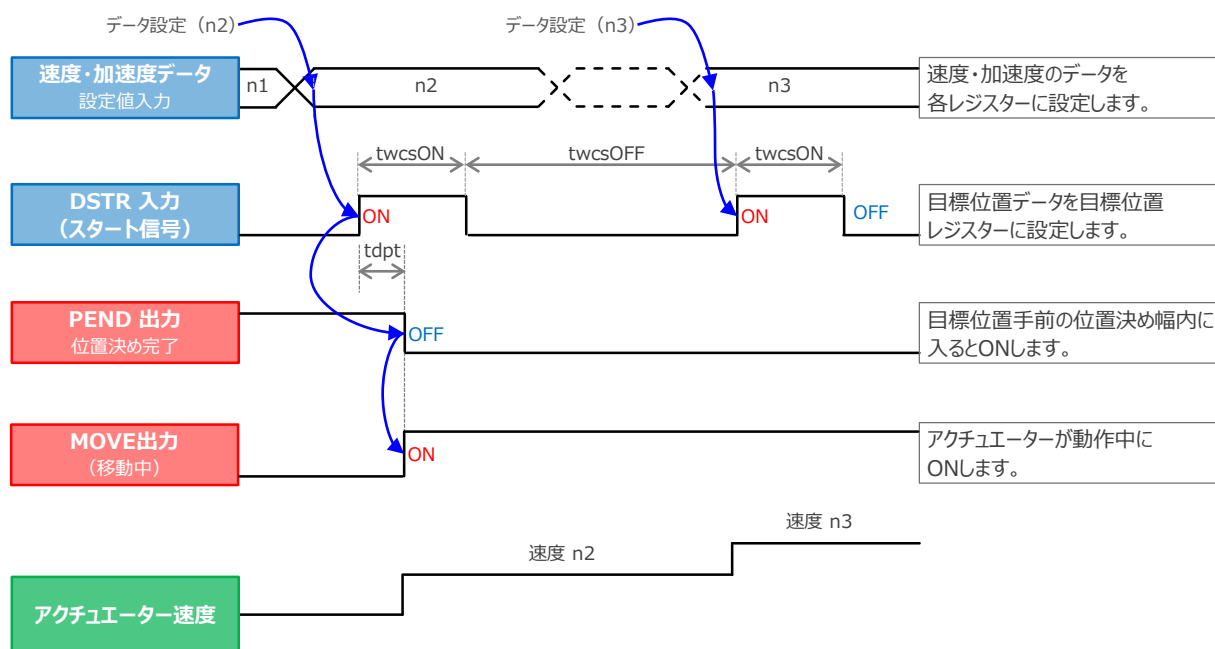 データ設定（n2）
データ設定（n3）
速度・加速度データ
設定値入力
n1
n2
n3
速度・加速度のデータを
各レジスターに設定します。
twcsON
twcsOFF
twcsON
DSTR 入力
（スタート信号）
ON
ON
OFF
目標位置データを目標位置
レジスターに設定します。
tdpt
PEND 出力
位置決め完了
OFF
目標位置手前の位置決め幅内に
入るとONします。
MOVE出力
（移動中）
ON
アクチュエーターが動作中に
ONします。
速度 n3
速度 n2
アクチュエーター速度